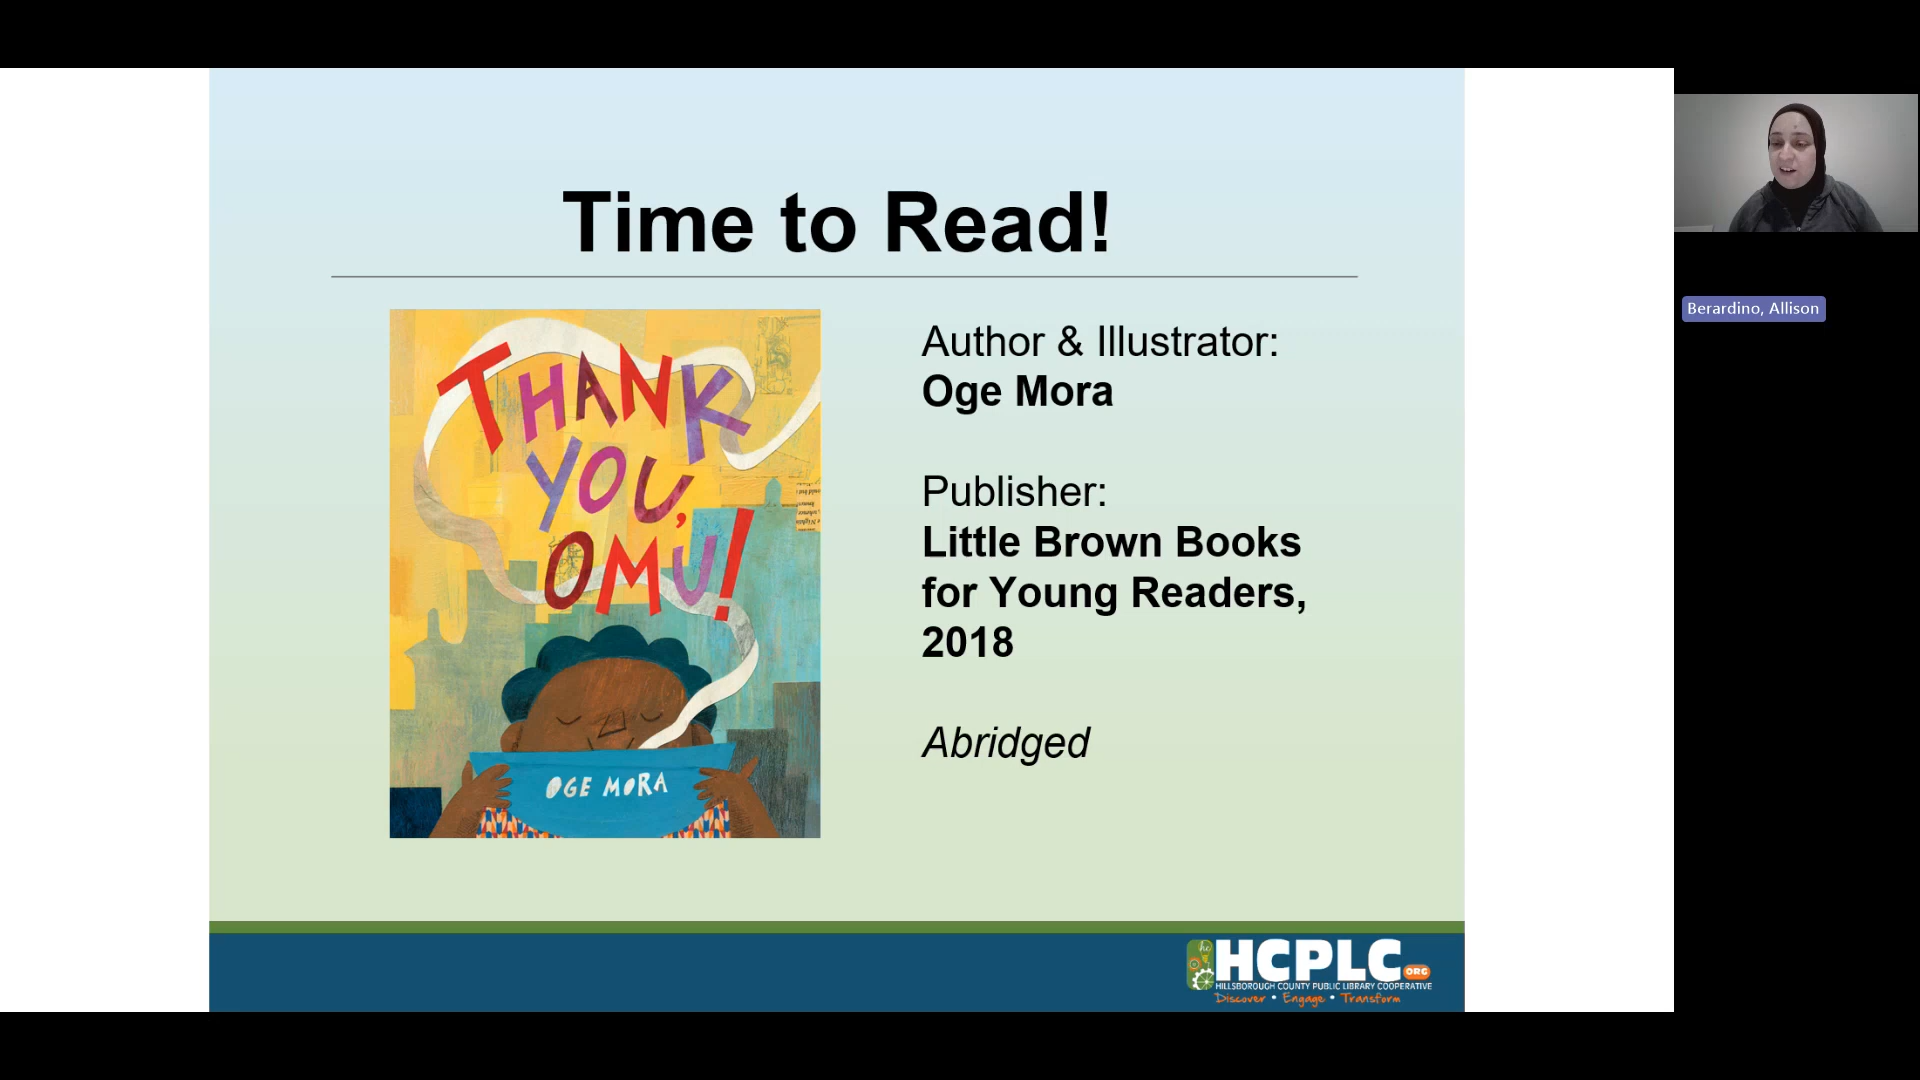 Time to Read!
THANK
YOU,
OMU!
OGE MORA
Author & Illustrator:
Oge Mora
Publisher:
Little Brown Books
for Young Readers,
2018
Abridged
hc
HCPLC ORG
HILLSBOROUGH COUNTY PUBLIC LIBRARY COOPERATIVE
Discover • Engage • Transform
Berardino, Allison